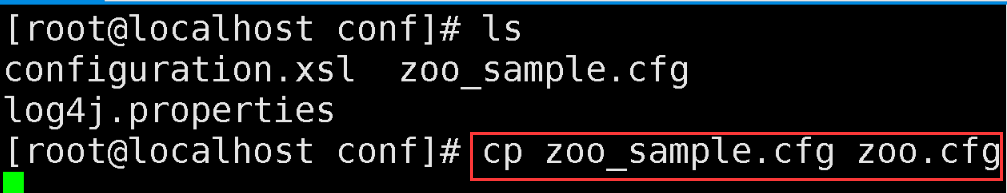 [root@localhost conf]# ls
configuration.xsl  zoo_sample.cfg
log4j.properties
[root@localhost conf]# cp zoo_sample.cfg zoo.cfg